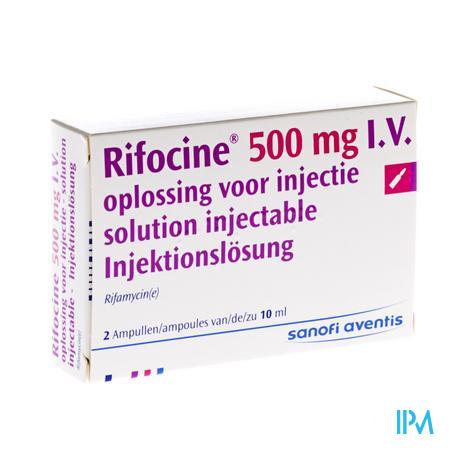 Rifocine® 500 mg I.V.
oplossing voor injectie
solution injectable
Injektionslösung
Rifamycin(e)
2 Ampullen/ampoules van/de/zu 10 ml
sanofi aventis
Rifocine® 500 mg I.V.
oplossing voor injectie - solution
injectable - Injektionslösung
Rifamycin(e)
IPM